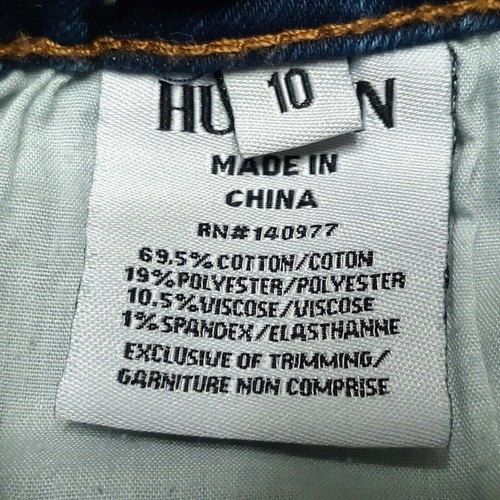 10
MADE IN
CHINA
RN#140977
69.5% COTTON/COTON
19% POLYESTER/POLYESTER
10.5% VISCOSE/VISCOSE
1% SPANDEX/ELASTHANNE
EXCLUSIVE OF TRIMMING/
GARNITURE NON COMPRISE